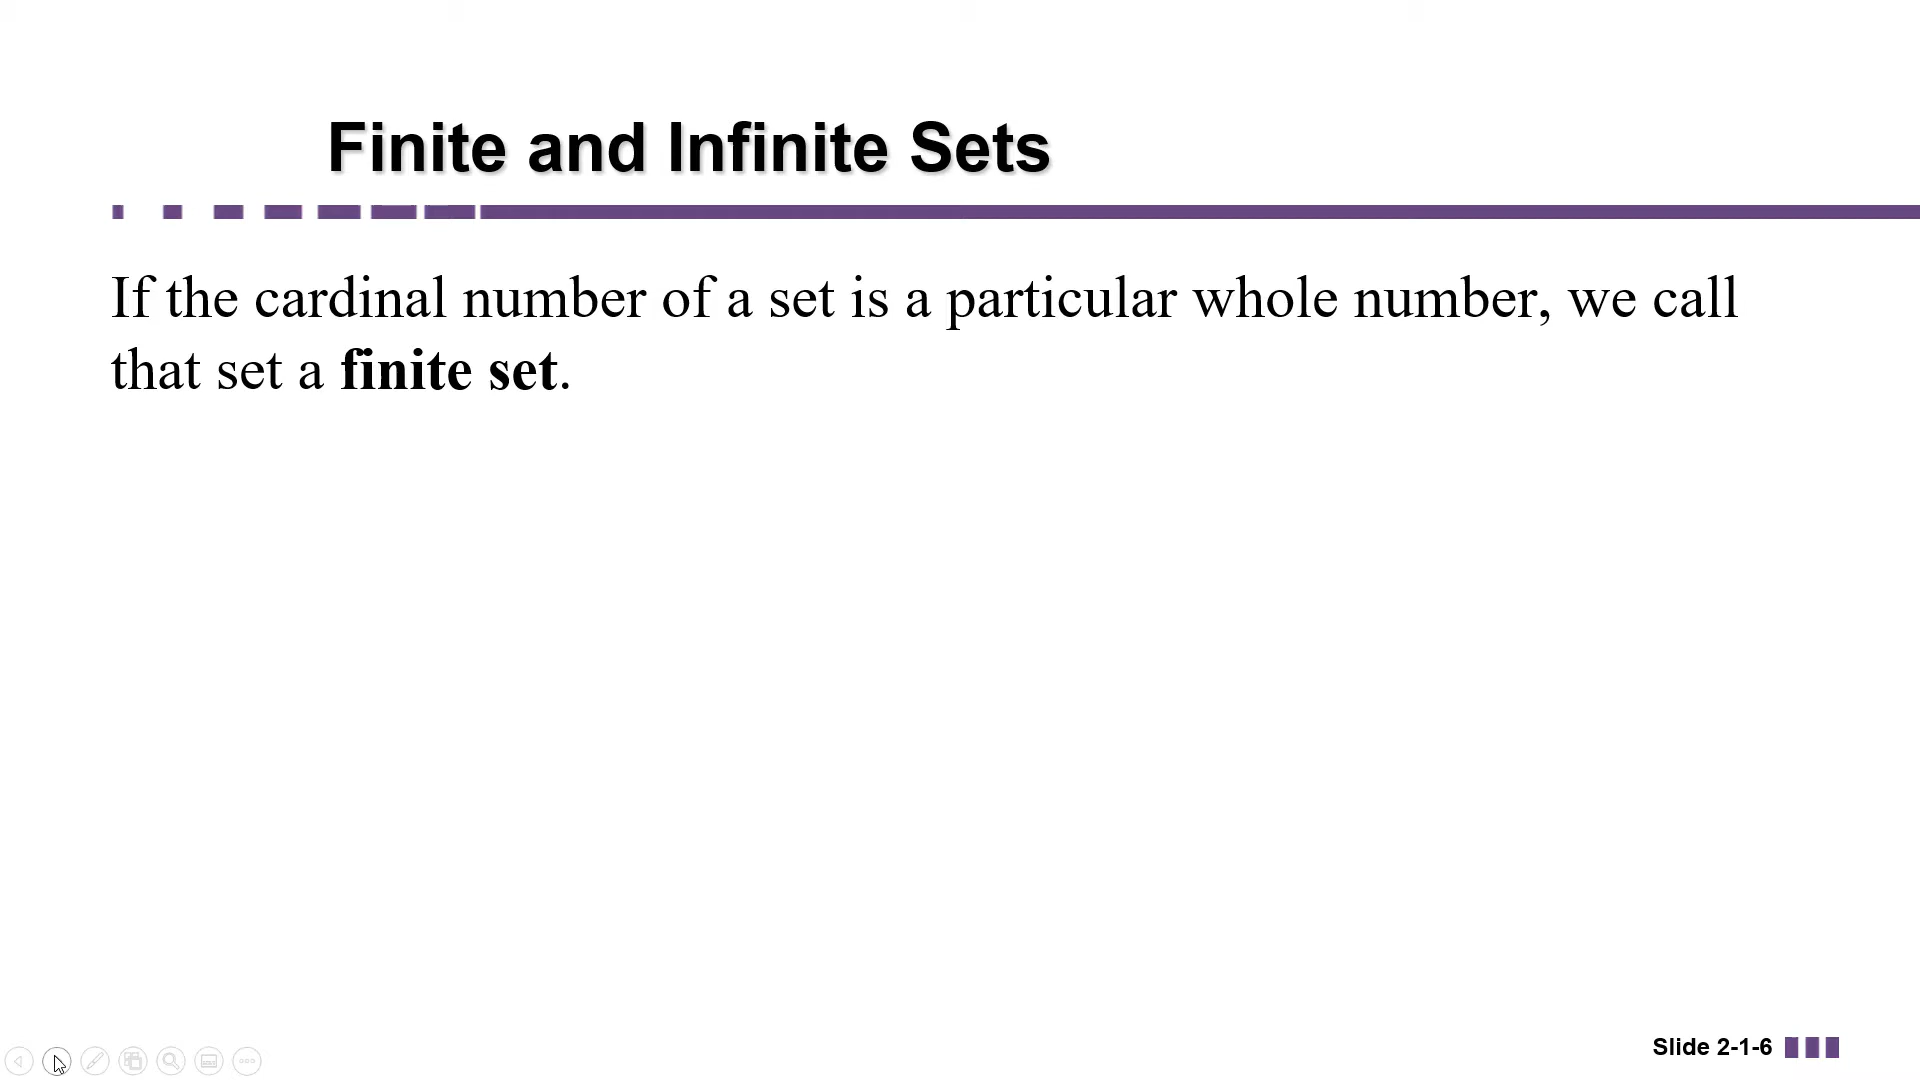 Finite and Infinite Sets
If the cardinal number of a set is a particular whole number, we call
that set a finite set.
Slide 2-1-6